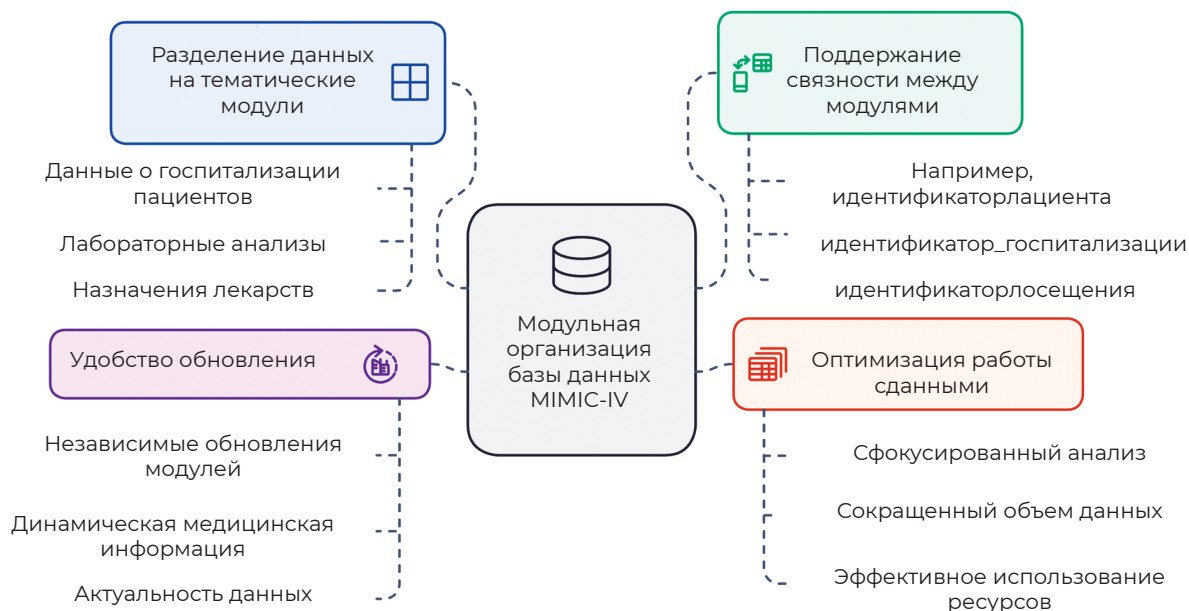 Разделение данных
на тематические
модули
Данные о госпитализации
пациентов
Лабораторные анализы
Назначения лекарств
Поддержание
связности между
модулями
Например,
идентификаторлациента
идентификатор_госпитализации
идентификаторлосещения
Модульная
организация
базы данных
MIMIC-IV
Удобство обновления
Независимые обновления
модулей
Динамическая медицинская
информация
Актуальность данных
Оптимизация работы
сданными
Сфокусированный анализ
Сокращенный объем данных
Эффективное использование
ресурсов